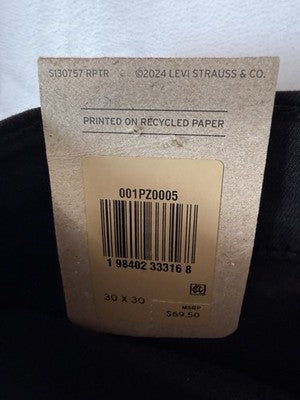 S130757 RPTR ©2024 LEVI STRAUSS & CO.
PRINTED ON RECYCLED PAPER
001PZ0005
1 98402 33316 8
30 X 30
MSRP
$69.50